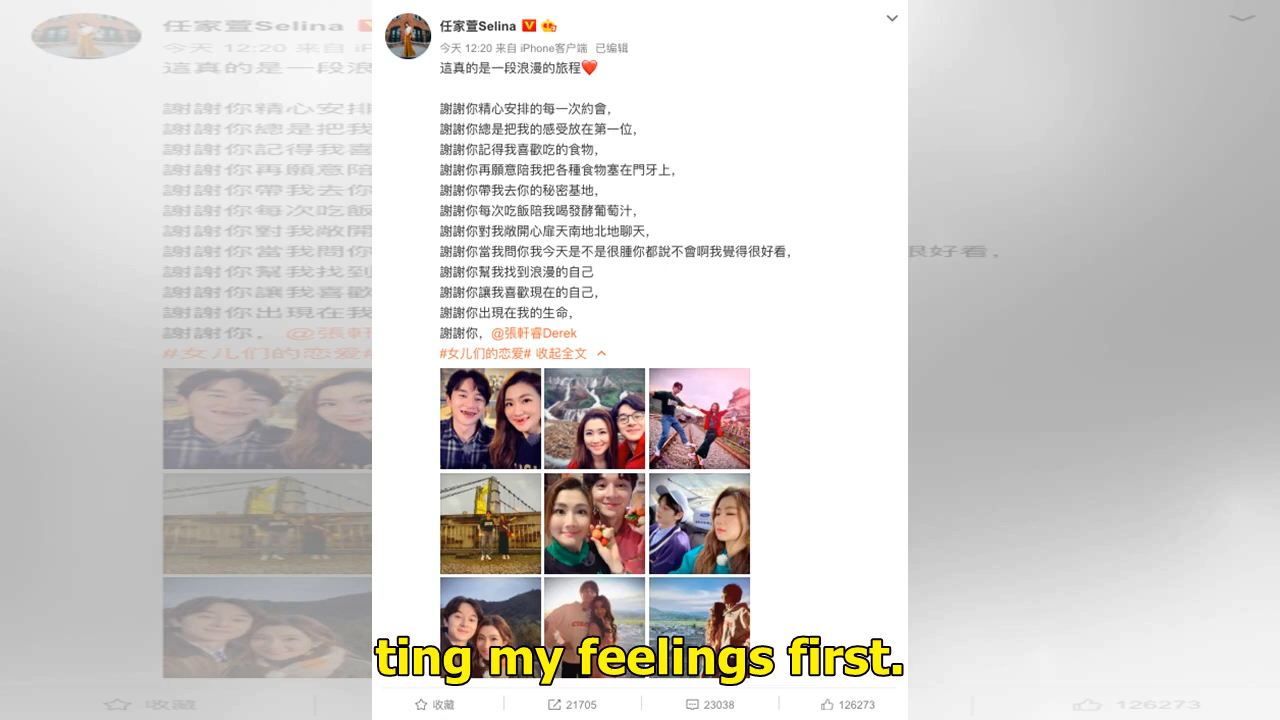 任家萱Selina
今天 12:20 来自 iPhone客户端 已编辑
這真的是一段浪漫的旅程❤️
謝謝你精心安排的每一次約會，
謝謝你總是把我的感受放在第一位，
謝謝你記得我喜歡吃的食物，
謝謝你再願意陪我把各種食物塞在門牙上，
謝謝你帶我去你的秘密基地，
謝謝你每次吃飯陪我喝發酵葡萄汁，
謝謝你對我敞開心扉天南地北地聊天，
謝謝你當我問你我今天是不是很腫你都說不會啊我覺得很好看，
謝謝你幫我找到浪漫的自己
謝謝你讓我喜歡現在的自己，
謝謝你出現在我的生命，
謝謝你，@張軒睿Derek
#女儿们的恋爱# 收起全文
ting my feelings first.
收藏 21705 23038 126273